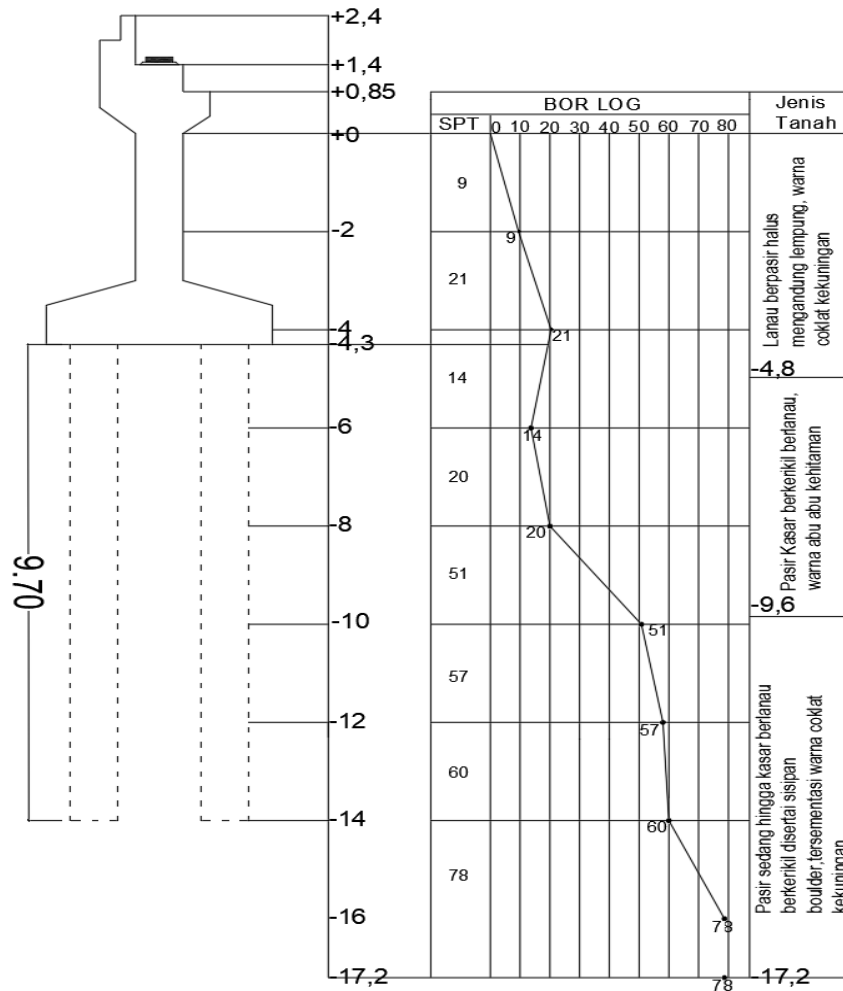 +2,4
+1,4
+0,85
+0
-2
-4
-4,3
-6
-8
-10
-12
-14
-16
-17,2
9.70
BOR LOG
Jenis
Tanah
SPT 0 10 20 30 40 50 60 70 80
9
21
14
20
51
57
60
78
9
21
14
20
51
57
60
78
78
Lanau berpasir halus
mengandung lempung, warna
coklat kekuningan
-4,8
Pasir Kasar berkerikil berlanau,
warna abu abu kehitaman
-9,6
Pasir sedang hingga kasar berlanau
berkerikil disertai sisipan
boulder,tersementasi warna coklat
kekuningan
-17,2